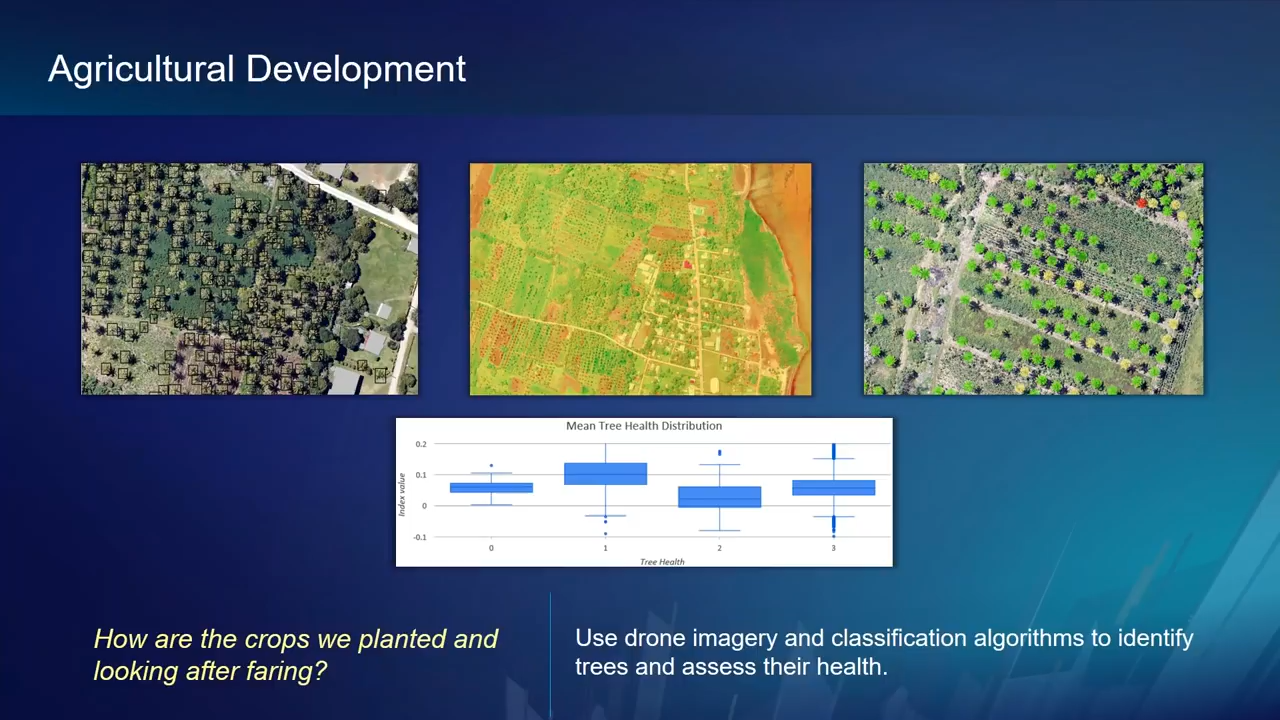 Agricultural Development
Mean Tree Health Distribution
0.2
0.1
0
-0.1
Index value
0
1
2
3
Tree Health
How are the crops we planted and
looking after faring?
Use drone imagery and classification algorithms to identify
trees and assess their health.